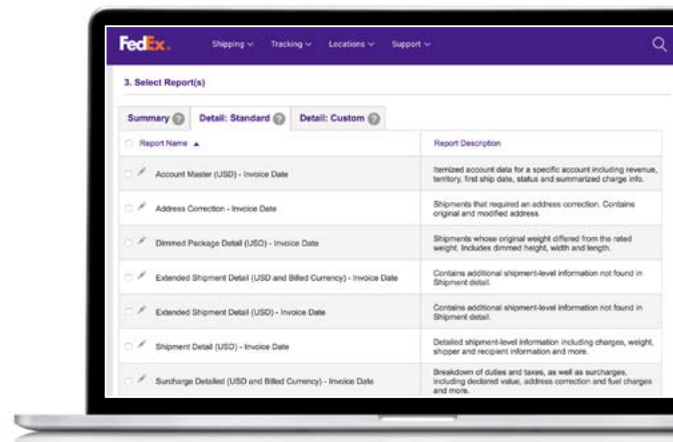 FedEx.
Shipping
Tracking
Locations
Support
3. Select Report(s)
Summary ?
Detail: Standard ?
Detail: Custom ?
Report Name ▲
Report Description
Account Master (USD) - Invoice Date
Itemized account data for a specific account including revenue,
territory, first ship date, status and summarized charge info.
Address Correction - Invoice Date
Shipments that required an address correction. Contains
original and modified address.
Dimmed Package Detail (USD) - Invoice Date
Shipments whose original weight differed from the rated
weight. Includes dimmed height, width and length.
Extended Shipment Detail (USD and Billed Currency) - Invoice Date
Contains additional shipment-level information not found in
Shipment detail.
Extended Shipment Detail (USD) - Invoice Date
Contains additional shipment-level information not found in
Shipment detail.
Shipment Detail (USD) - Invoice Date
Detailed shipment-level information including charges, weight,
shipper and recipient information and more.
Surcharge Detailed (USD and Billed Currency) - Invoice Date
Breakdown of duties and taxes, as well as surcharges,
including declared value, address correction and fuel charges
and more.